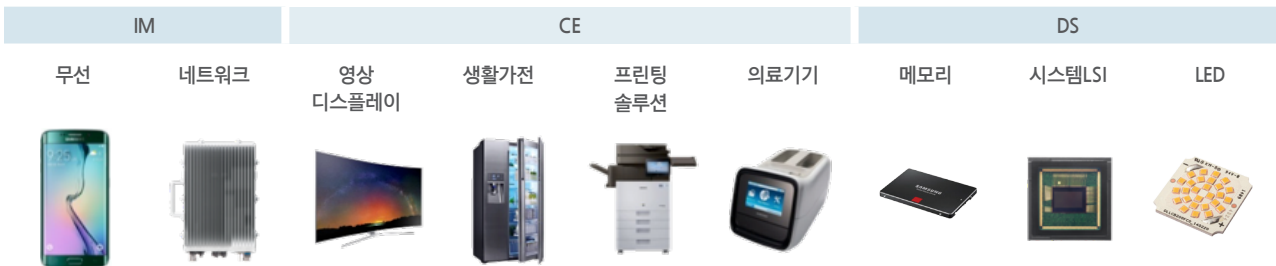 IM
CE
DS
무선
네트워크
영상
디스플레이
생활가전
프린팅
솔루션
의료기기
메모리
시스템LSI
LED
SAMSUNG